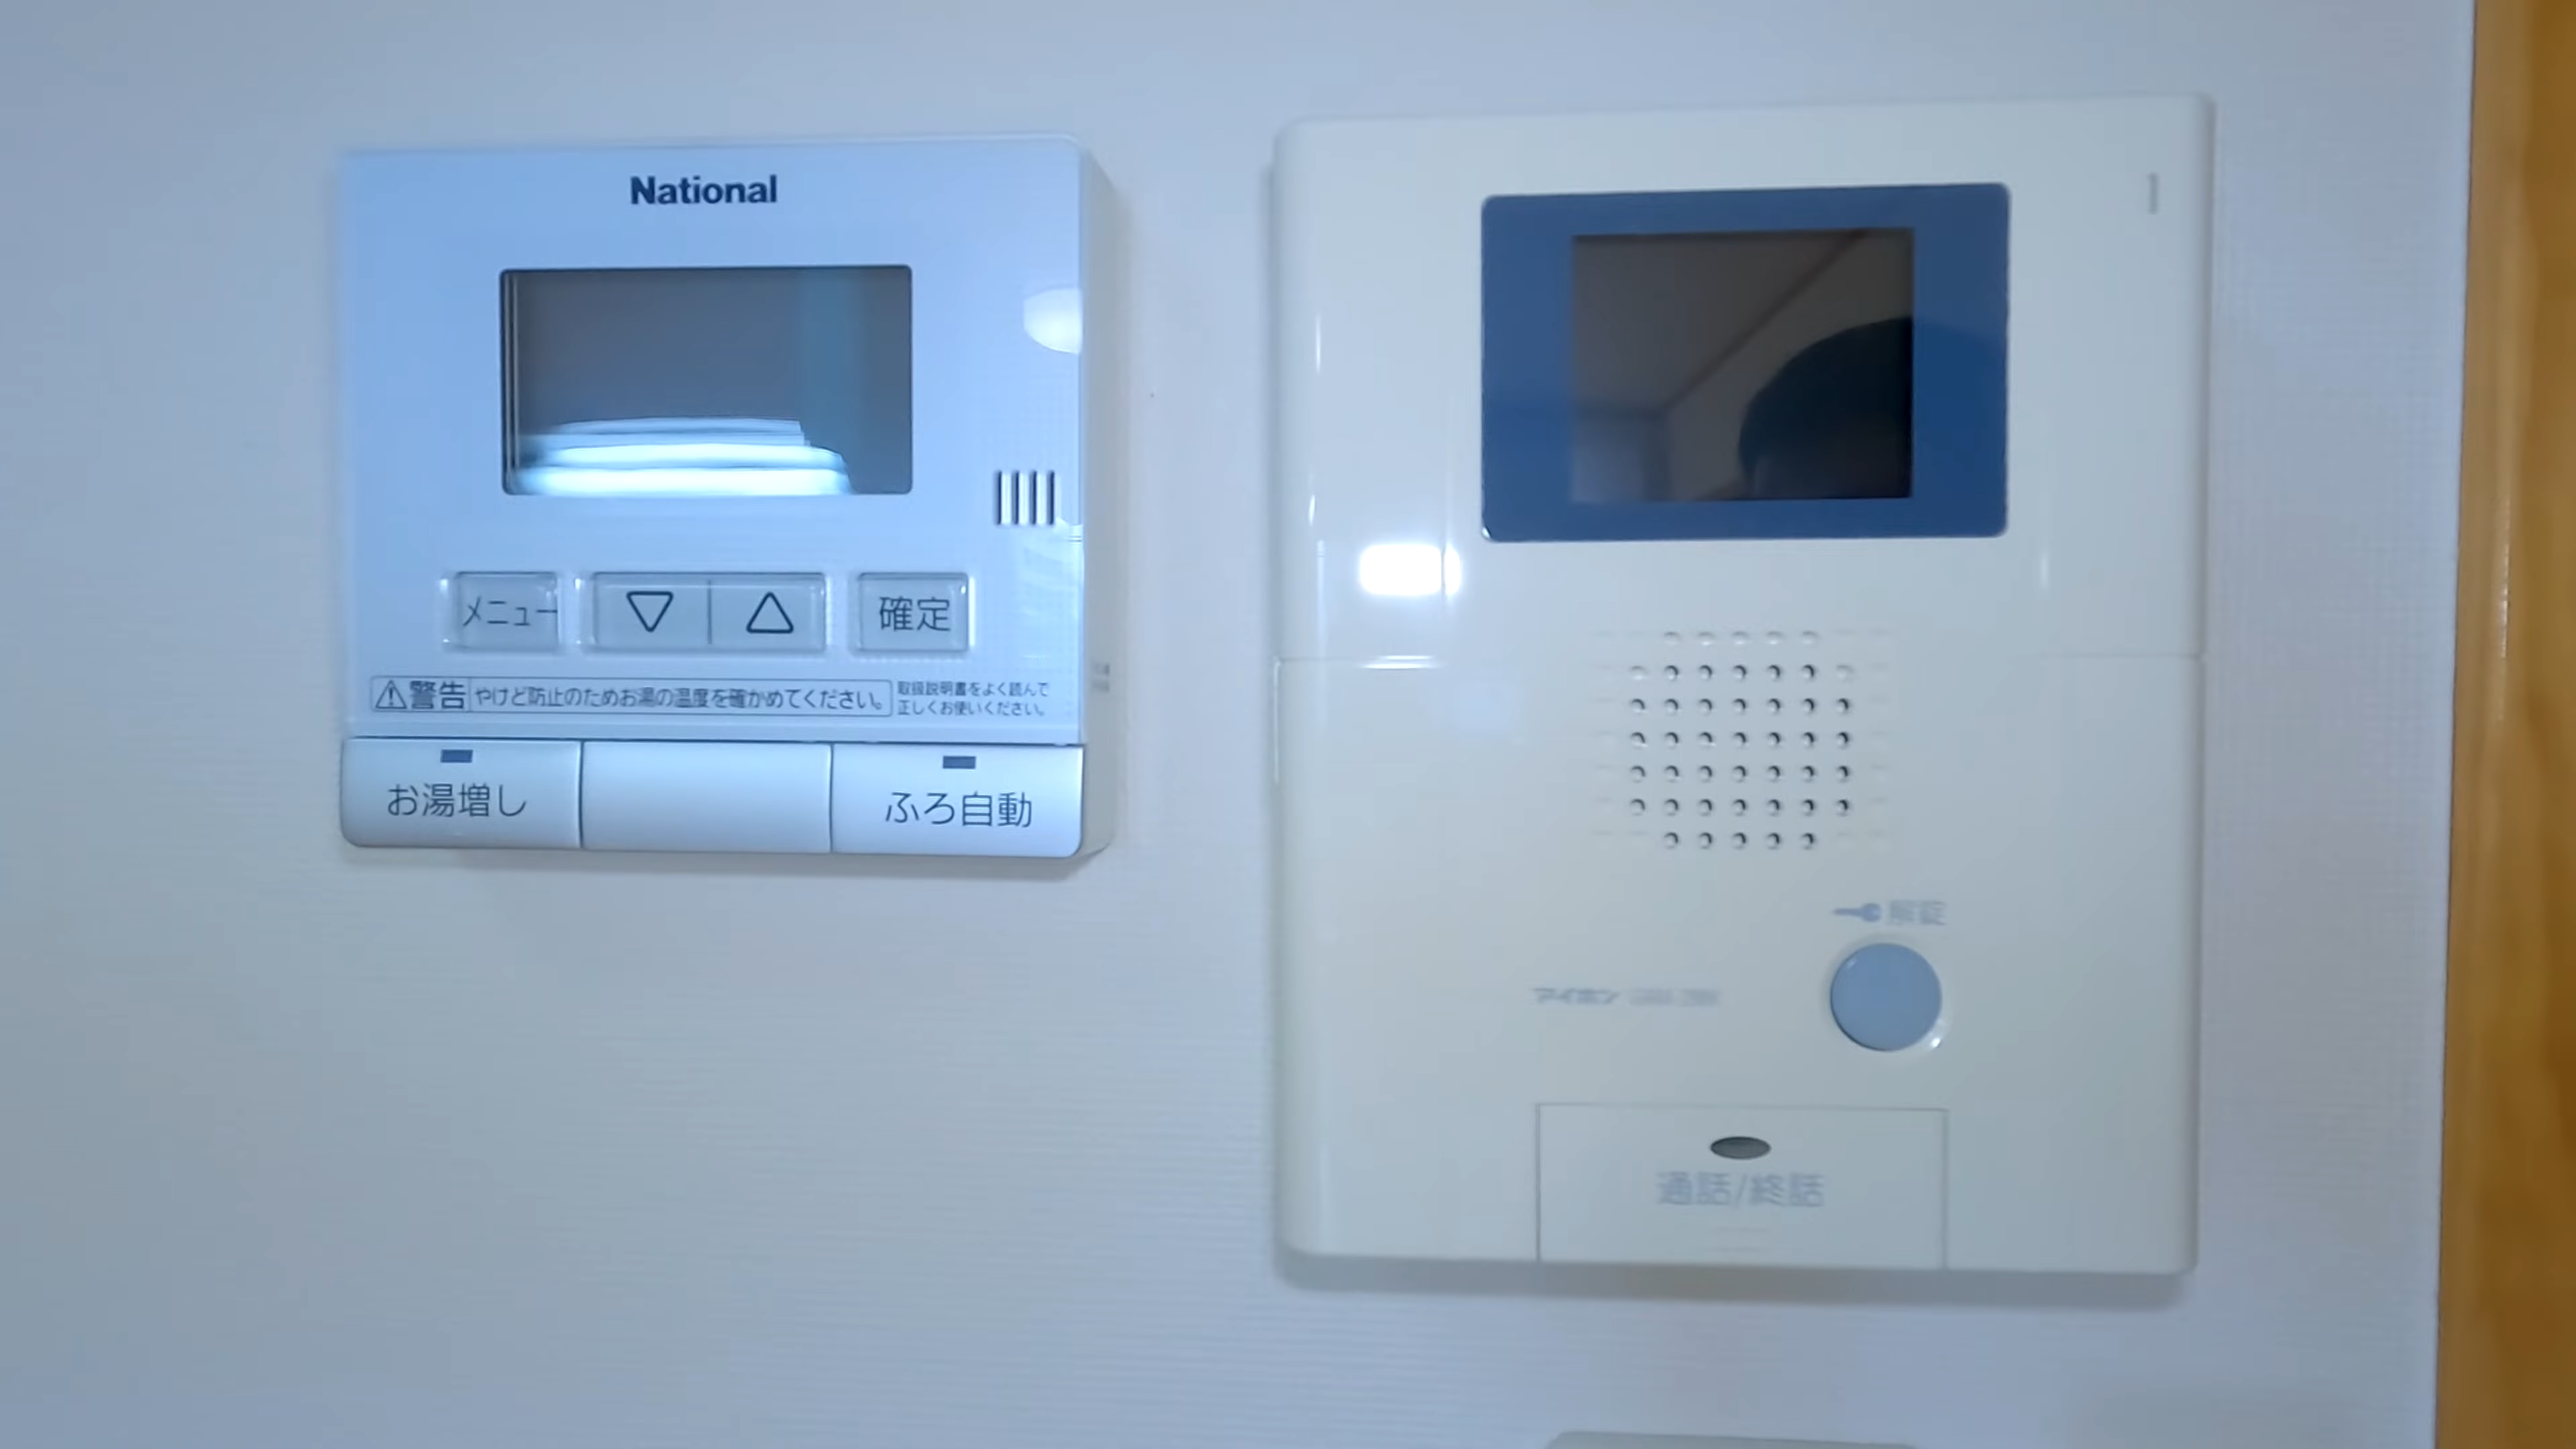 National
メニュー
確定
警告 やけど防止のためお湯の温度を確かめてください。
取扱説明書をよく読んで
正しくお使いください。
お湯増し
ふろ自動
解錠
アイホン
通話/終話